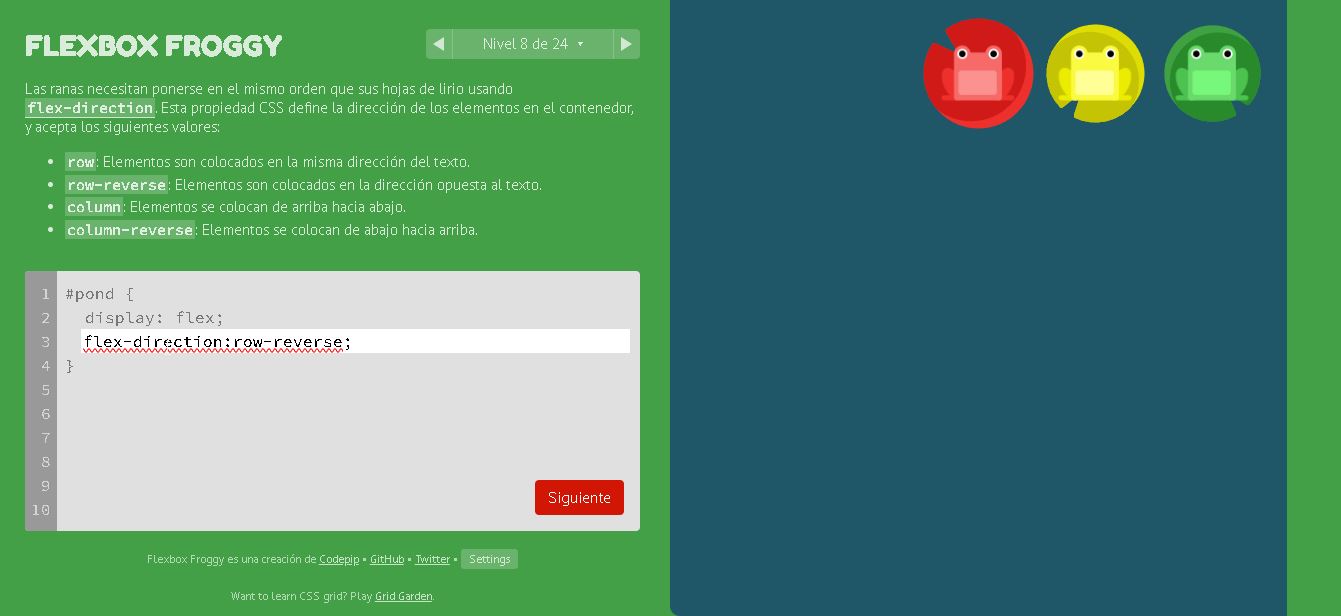 FLEXBOX FROGGY
Nivel 8 de 24
Las ranas necesitan ponerse en el mismo orden que sus hojas de lirio usando
flex-direction. Esta propiedad CSS define la dirección de los elementos en el contenedor,
y acepta los siguientes valores:
• row: Elementos son colocados en la misma dirección del texto.
• row-reverse: Elementos son colocados en la dirección opuesta al texto.
• column: Elementos se colocan de arriba hacia abajo.
• column-reverse: Elementos se colocan de abajo hacia arriba.
1 #pond {
2 display: flex;
3 flex-direction:row-reverse;
4 }
5
6
7
8
9
10
Siguiente
Flexbox Froggy es una creación de Codepip • GitHub • Twitter • Settings
Want to learn CSS grid? Play Grid Garden.